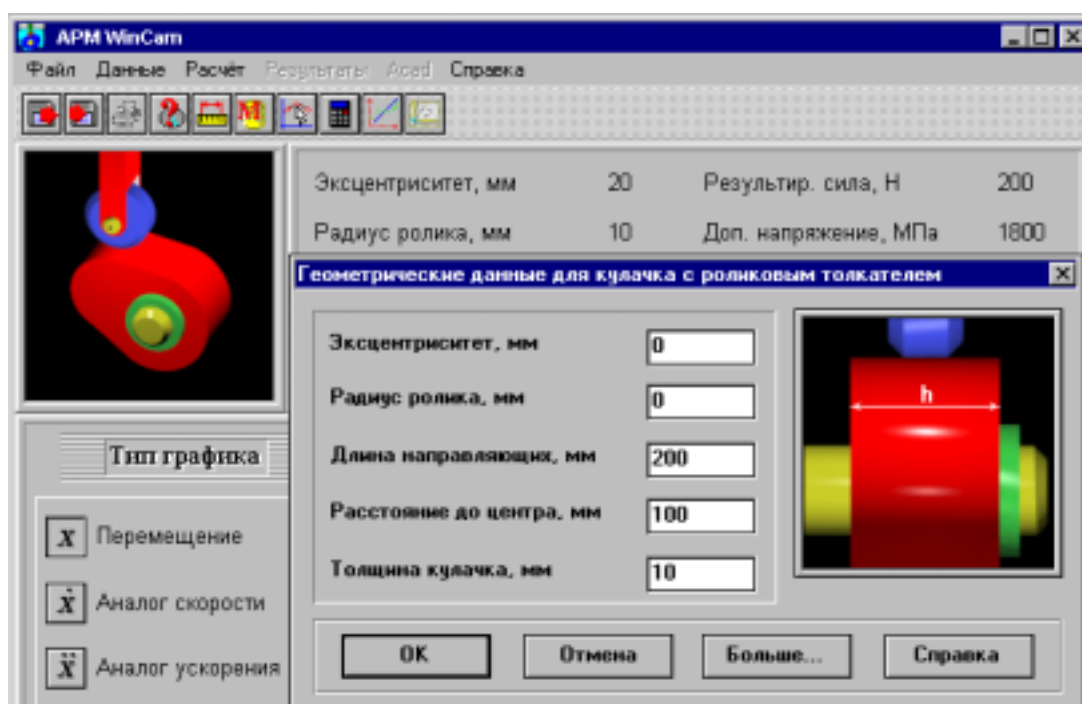 APM WinCam
Файл Данные Расчёт Результаты Acad Справка
M
Эксцентриситет, мм 20 Результир. сила, Н 200
Радиус ролика, мм 10 Доп. напряжение, МПа 1800
Геометрические данные для кулачка с роликовым толкателем
Эксцентриситет, мм 0
Радиус ролика, мм 0
Длина направляющих, мм 200
Расстояние до центра, мм 100
Толщина кулачка, мм 10
h
Тип графика
x Перемещение
ẋ Аналог скорости
ẍ Аналог ускорения
OK Отмена Больше... Справка